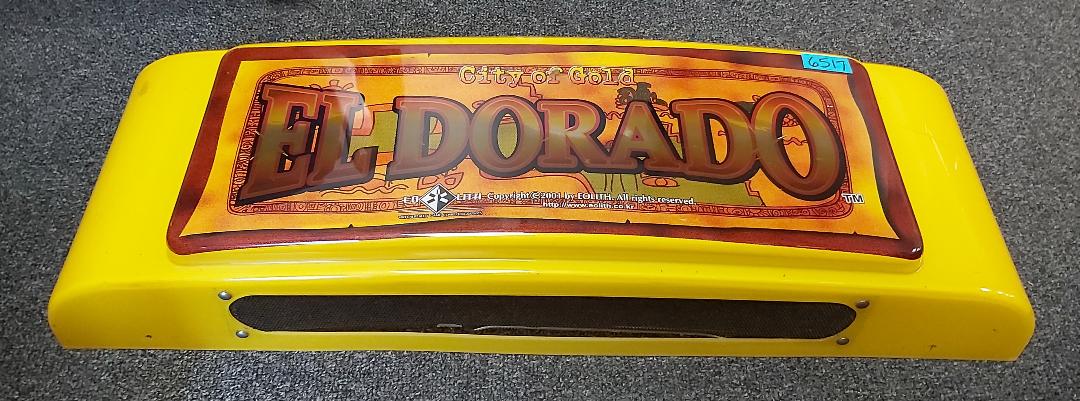 6517
City of Gold
EL DORADO
TM
EOLITH Copyright © 2001 by EOLITH. All rights reserved.
http://www.eolith.co.kr